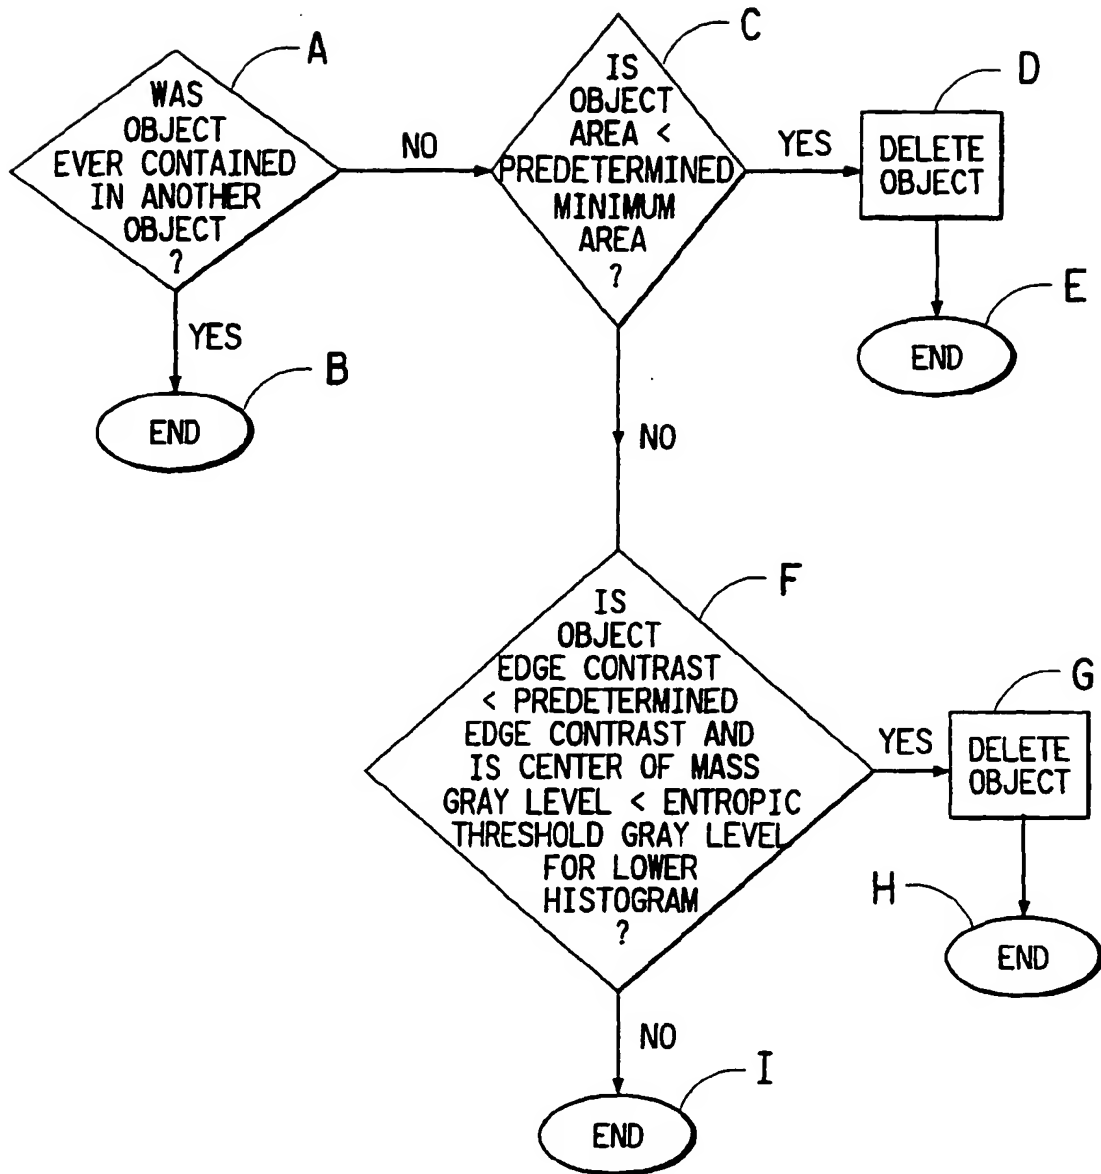 A
WAS
OBJECT
EVER CONTAINED
IN ANOTHER
OBJECT
?
NO
YES
B
END
C
IS
OBJECT
AREA <
PREDETERMINED
MINIMUM
AREA
?
YES
D
DELETE
OBJECT
E
END
NO
F
IS
OBJECT
EDGE CONTRAST
< PREDETERMINED
EDGE CONTRAST AND
IS CENTER OF MASS
GRAY LEVEL < ENTROPIC
THRESHOLD GRAY LEVEL
FOR LOWER
HISTOGRAM
?
YES
G
DELETE
OBJECT
H
END
NO
I
END